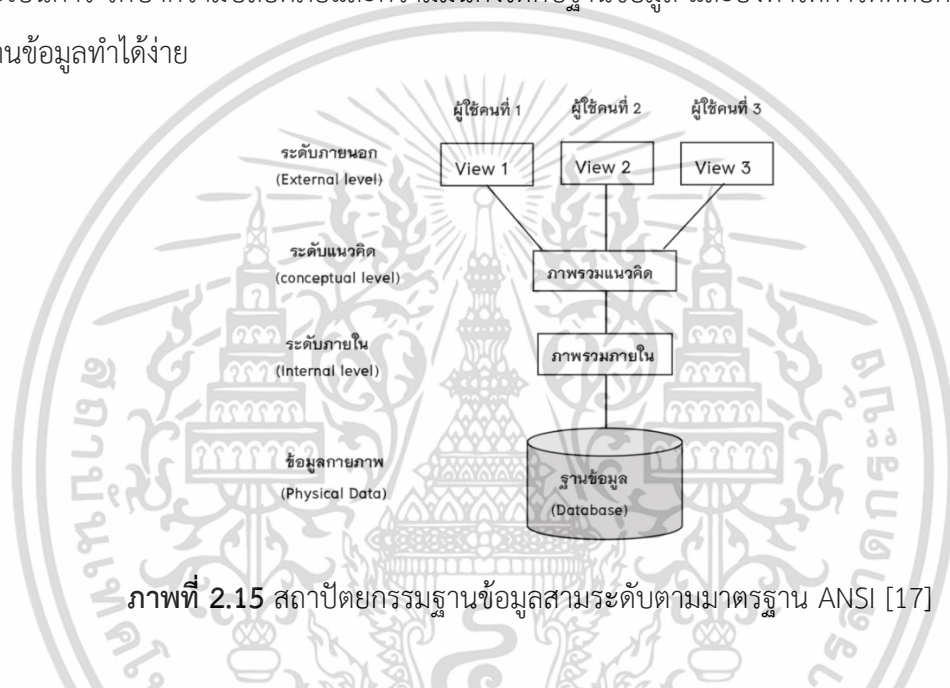 นข้อมูลทำได้ง่าย
ผู้ใช้คนที่ 1 ผู้ใช้คนที่ 2 ผู้ใช้คนที่ 3
ระดับภายนอก
(External level)
View 1 View 2 View 3
ระดับแนวคิด
(conceptual level)
ภาพรวมแนวคิด
ระดับภายใน
(Internal level)
ภาพรวมภายใน
ข้อมูลกายภาพ
(Physical Data)
ฐานข้อมูล
(Database)
ภาพที่ 2.15 สถาปัตยกรรมฐานข้อมูลสามระดับตามมาตรฐาน ANSI [17]